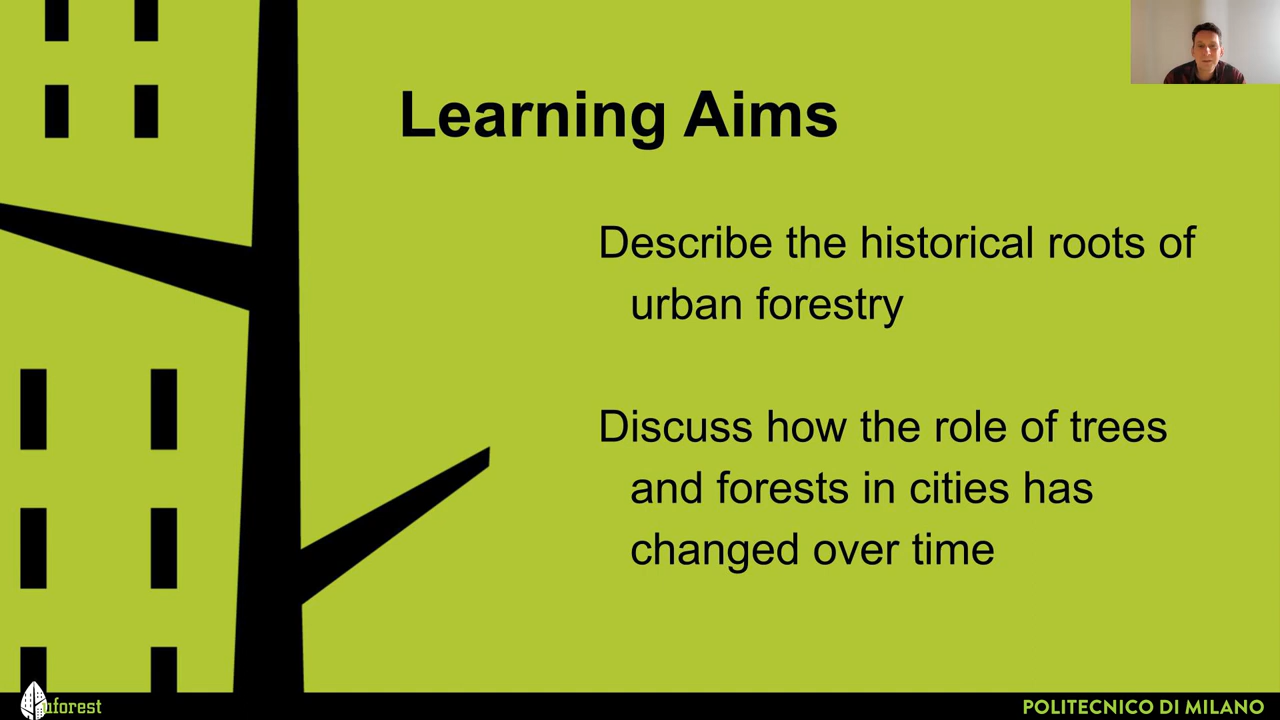 Learning Aims
Describe the historical roots of
urban forestry
Discuss how the role of trees
and forests in cities has
changed over time
uforest
POLITECNICO DI MILANO